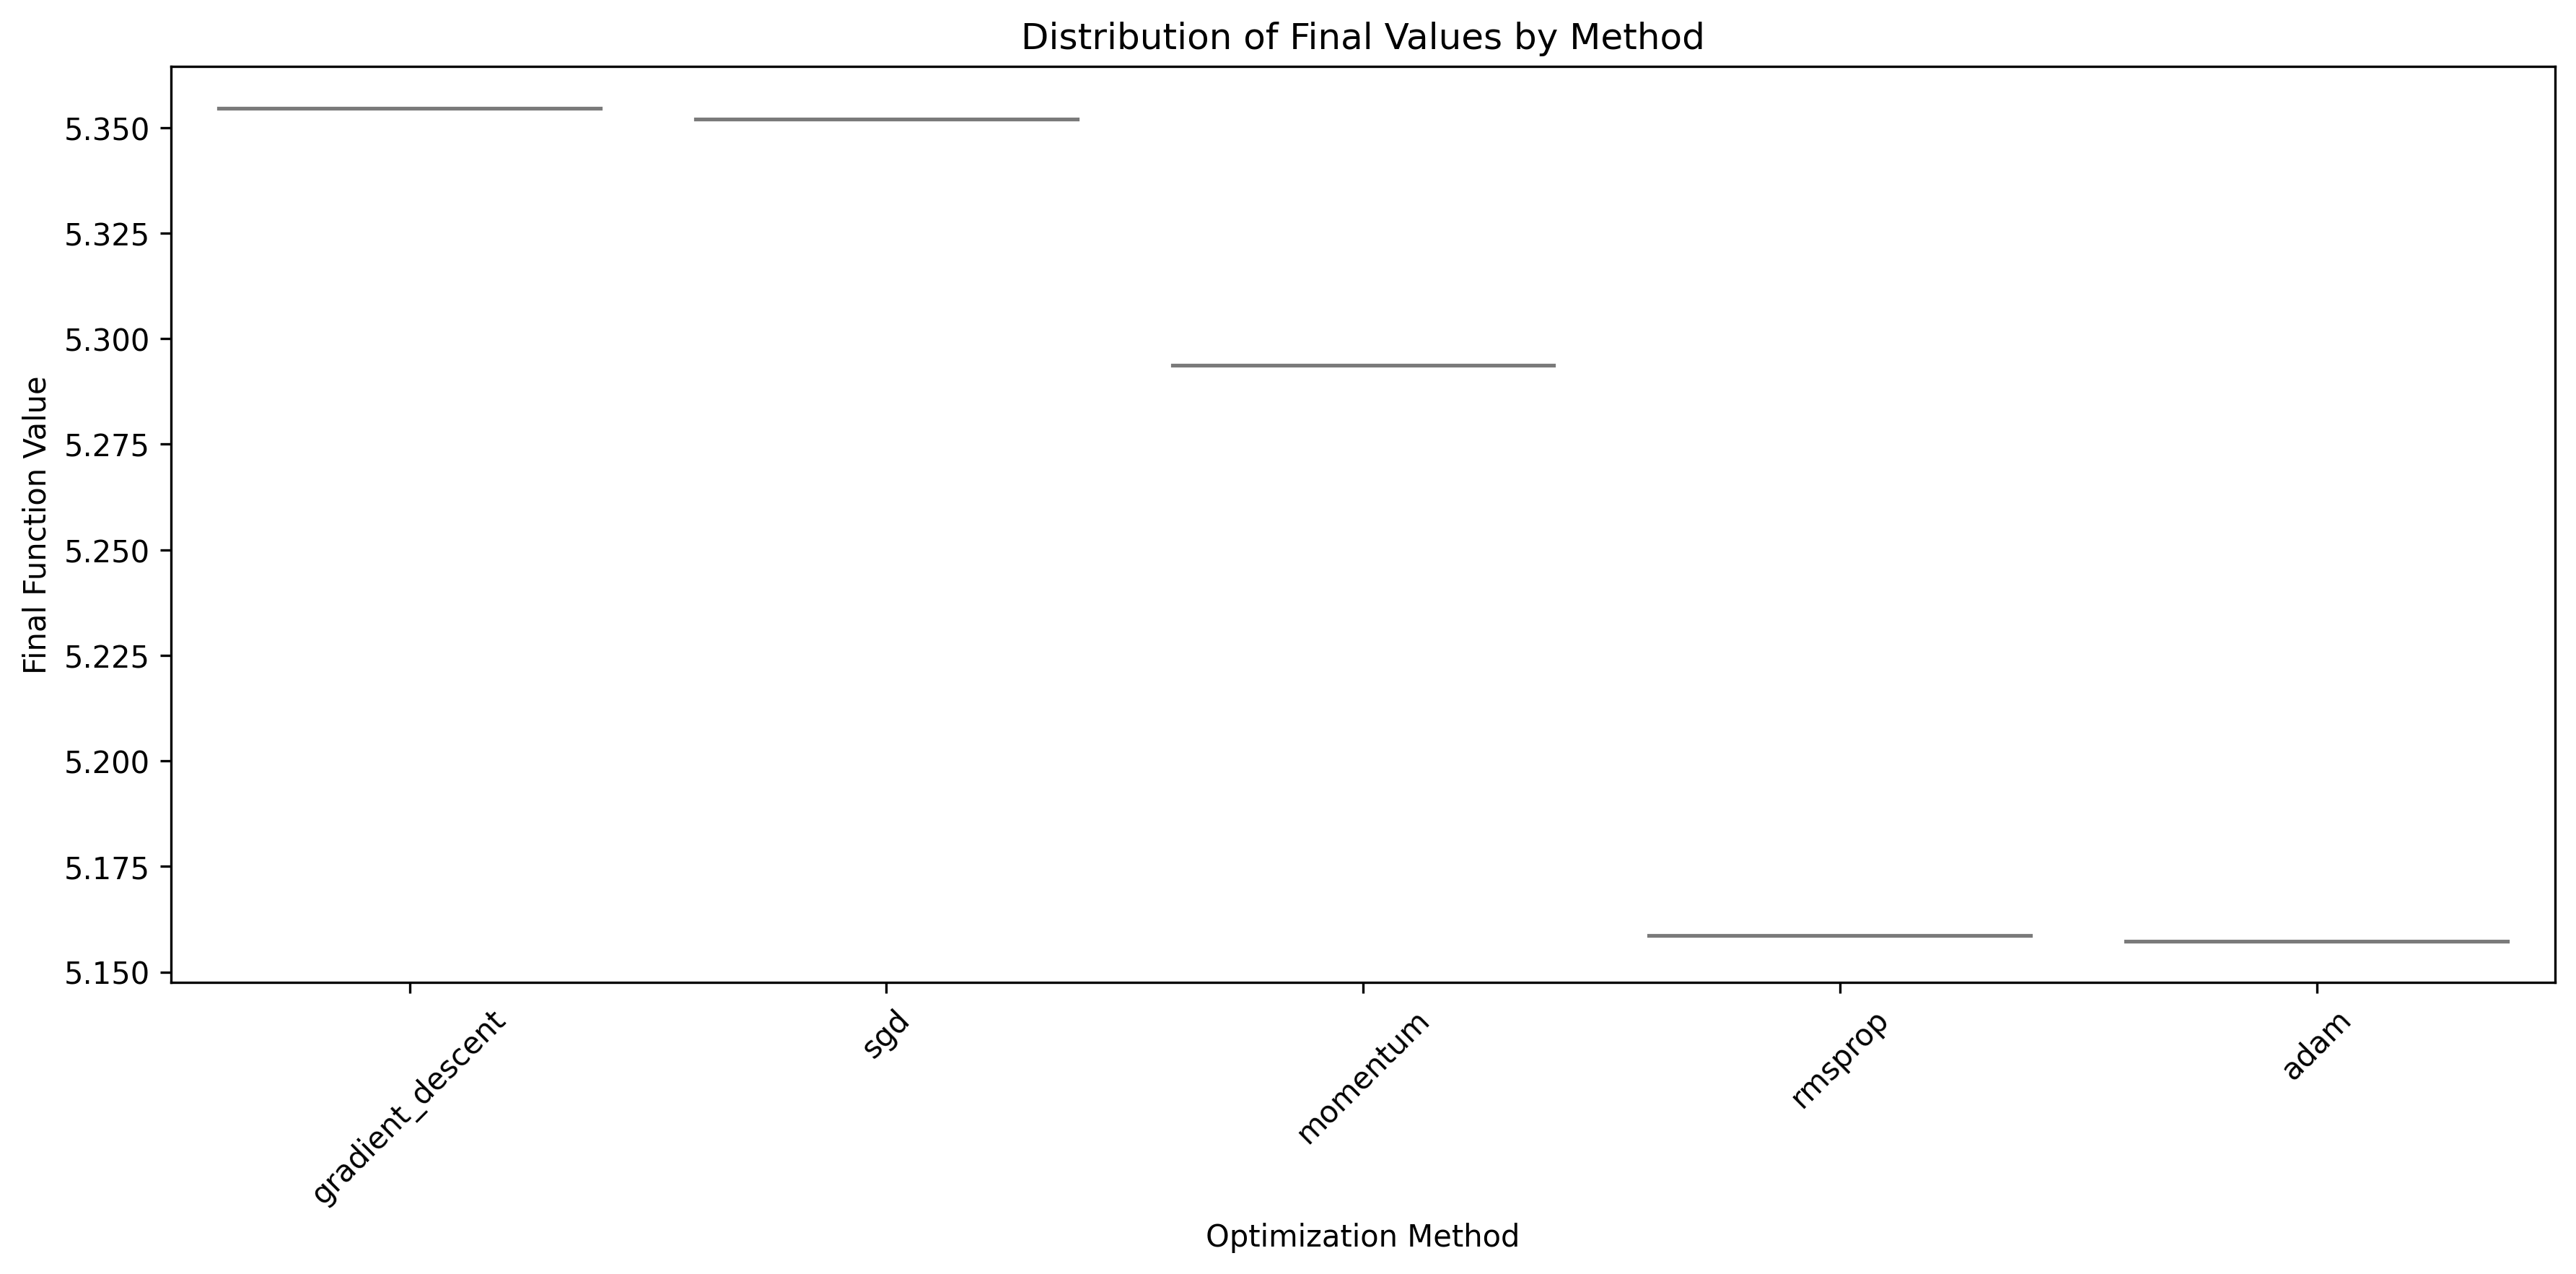 Distribution of Final Values by Method
Final Function Value
5.350
5.325
5.300
5.275
5.250
5.225
5.200
5.175
5.150
gradient_descent
sgd
momentum
rmsprop
adam
Optimization Method